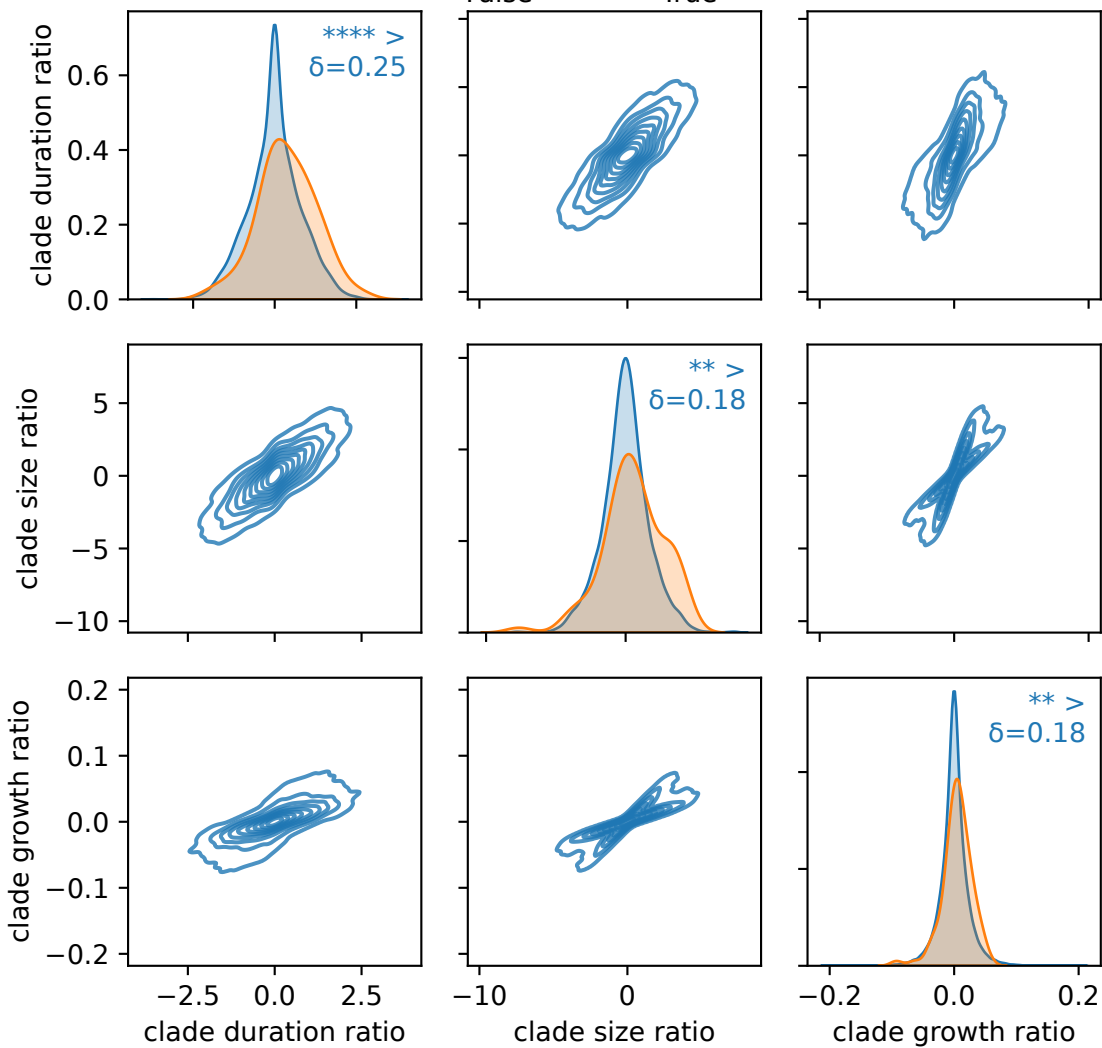 True
clade duration ratio
0.6
0.4
0.2
0.0
**** >
δ=0.25
clade size ratio
5
0
−5
−10
** >
δ=0.18
clade growth ratio
0.2
0.1
0.0
−0.1
−0.2
** >
δ=0.18
−2.5
0.0
2.5
−10
0
−0.2
0.0
0.2
clade duration ratio
clade size ratio
clade growth ratio